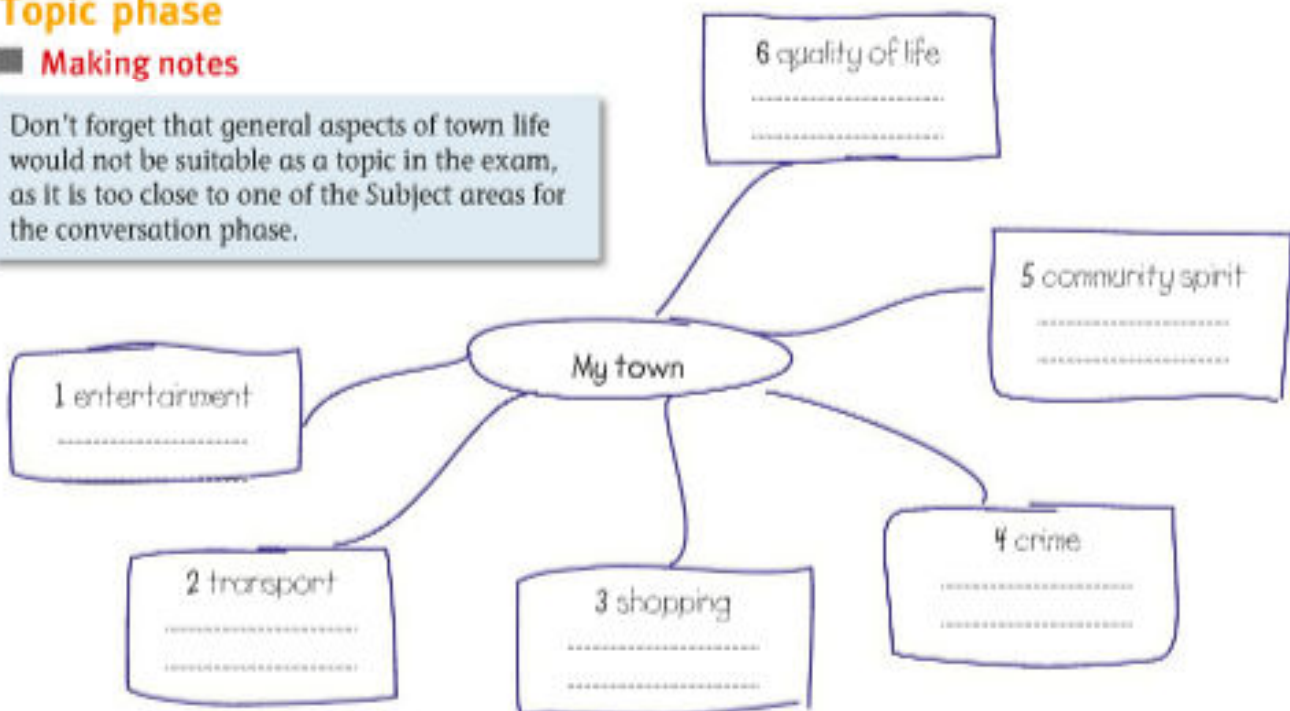 Topic phase
Making notes
Don't forget that general aspects of town life
would not be suitable as a topic in the exam,
as it is too close to one of the Subject areas for
the conversation phase.
My town
1 entertainment
2 transport
3 shopping
4 crime
5 community spirit
6 quality of life